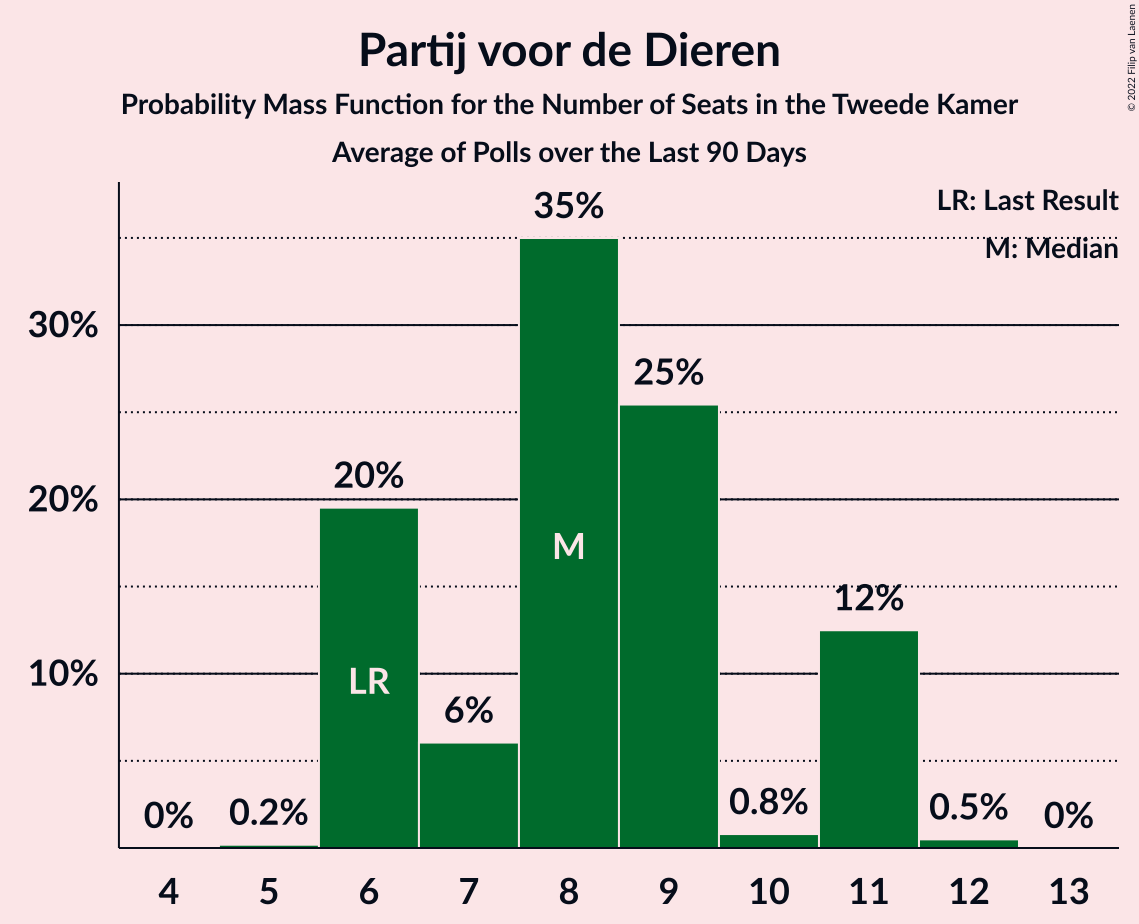 Partij voor de Dieren
Probability Mass Function for the Number of Seats in the Tweede Kamer
Average of Polls over the Last 90 Days
© 2022 Filip van Laenen
LR: Last Result
M: Median
35%
30%
25%
20%
20%
M
12%
10%
LR
6%
0%
0.2%
0.8%
0.5%
0%
4 5 6 7 8 9 10 11 12 13